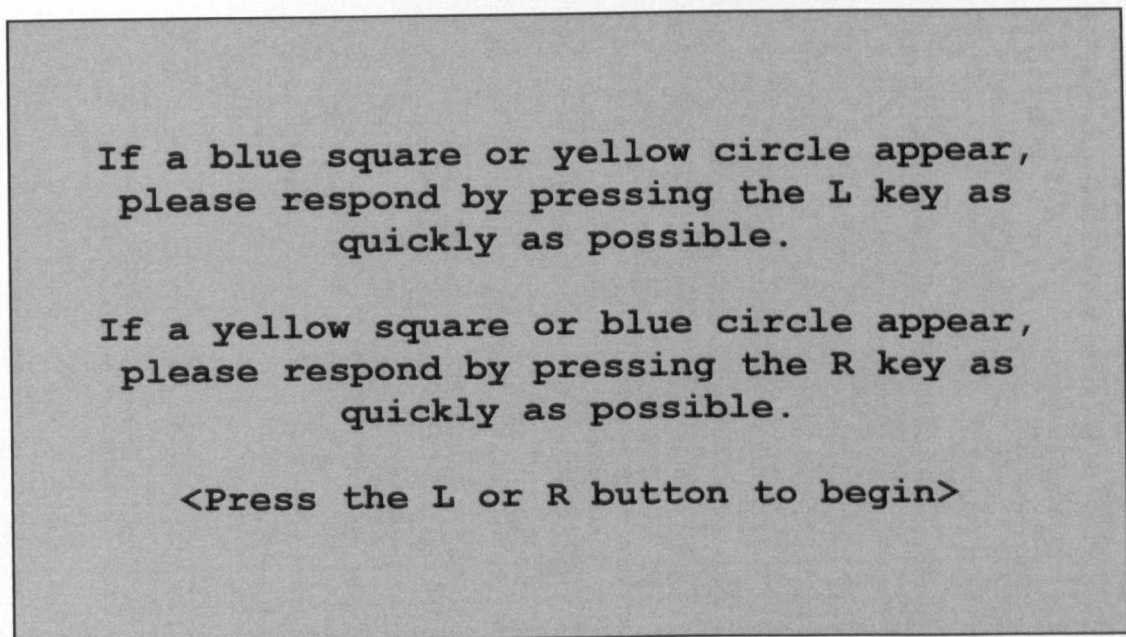 If a blue square or yellow circle appear,
please respond by pressing the L key as
quickly as possible.
If a yellow square or blue circle appear,
please respond by pressing the R key as
quickly as possible.
<Press the L or R button to begin>